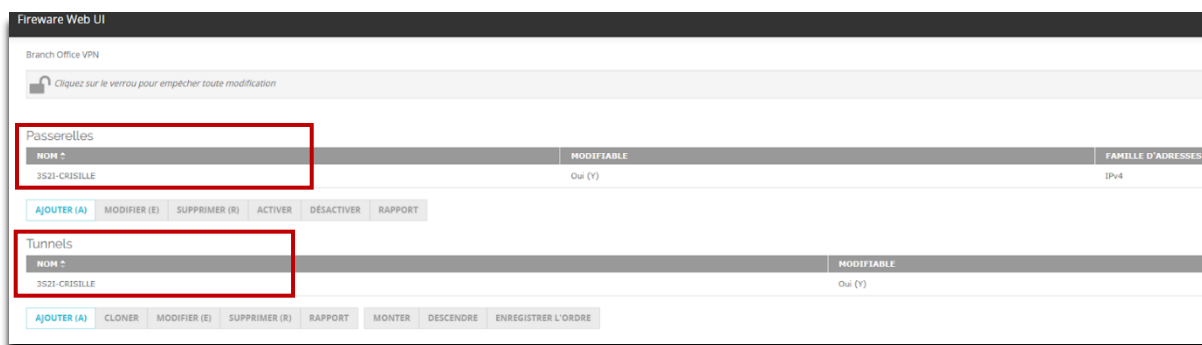 Fireware Web UI
Branch Office VPN
Cliquez sur le verrou pour empêcher toute modification
Passerelles
NOM MODIFIABLE FAMILLE D'ADRESSES
3S2I-CRISILLE Oui (Y) IPv4
AJOUTER (A) MODIFIER (E) SUPPRIMER (R) ACTIVER DÉSACTIVER RAPPORT
Tunnels
NOM MODIFIABLE
3S2I-CRISILLE Oui (Y)
AJOUTER (A) CLONER MODIFIER (E) SUPPRIMER (R) RAPPORT MONTER DESCENDRE ENREGISTRER L'ORDRE